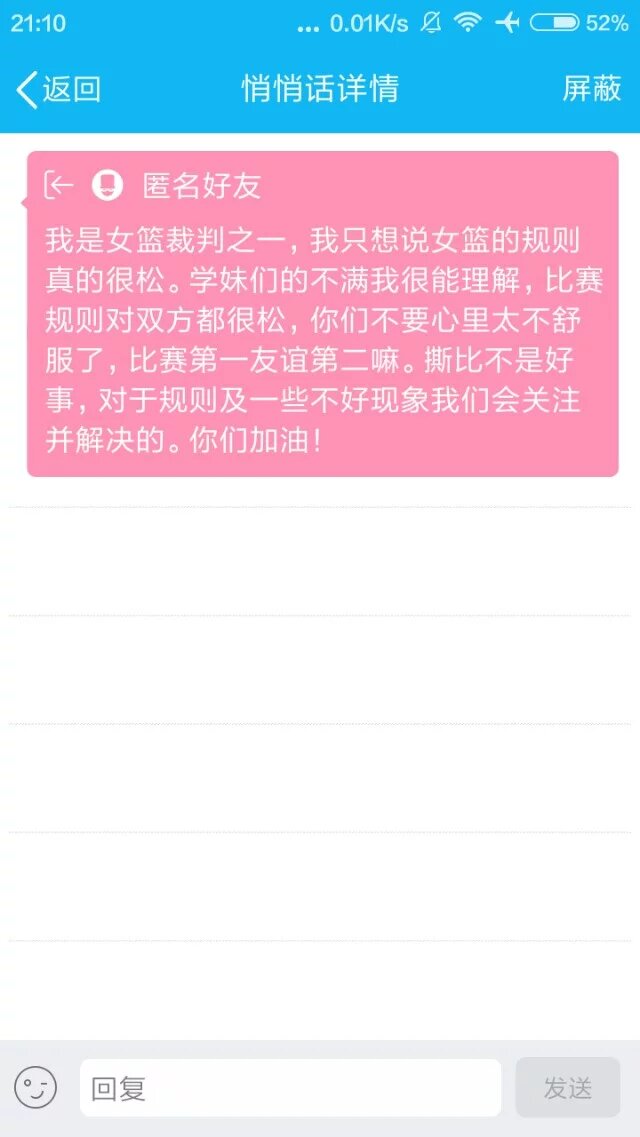 21:10 ... 0.01K/s 52%
返回 悄悄话详情 屏蔽
匿名好友
我是女篮裁判之一，我只想说女篮的规则
真的很松。学妹们的不满我很能理解，比赛
规则对双方都很松，你们不要心里太不舒
服了，比赛第一友谊第二嘛。撕比不是好
事，对于规则及一些不好现象我们会关注
并解决的。你们加油！
回复 发送